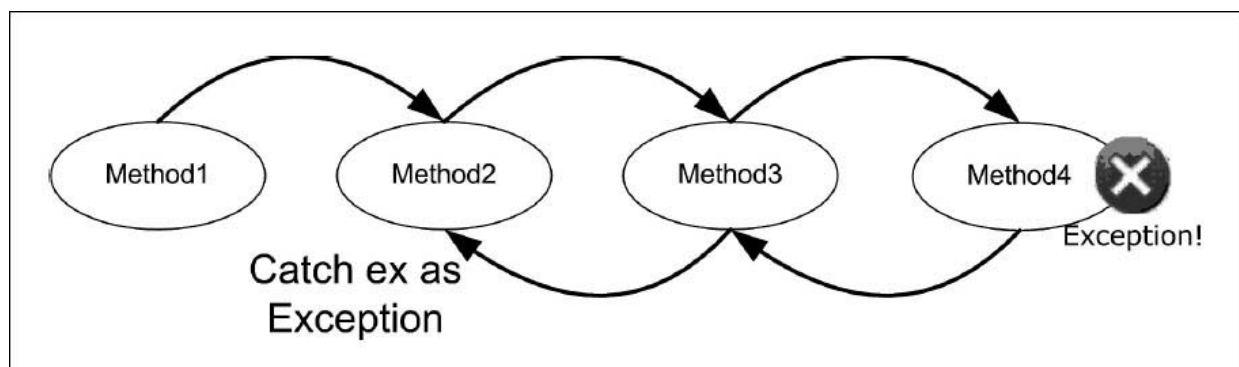 Method1
Method2
Method3
Method4
Exception!
Catch ex as
Exception